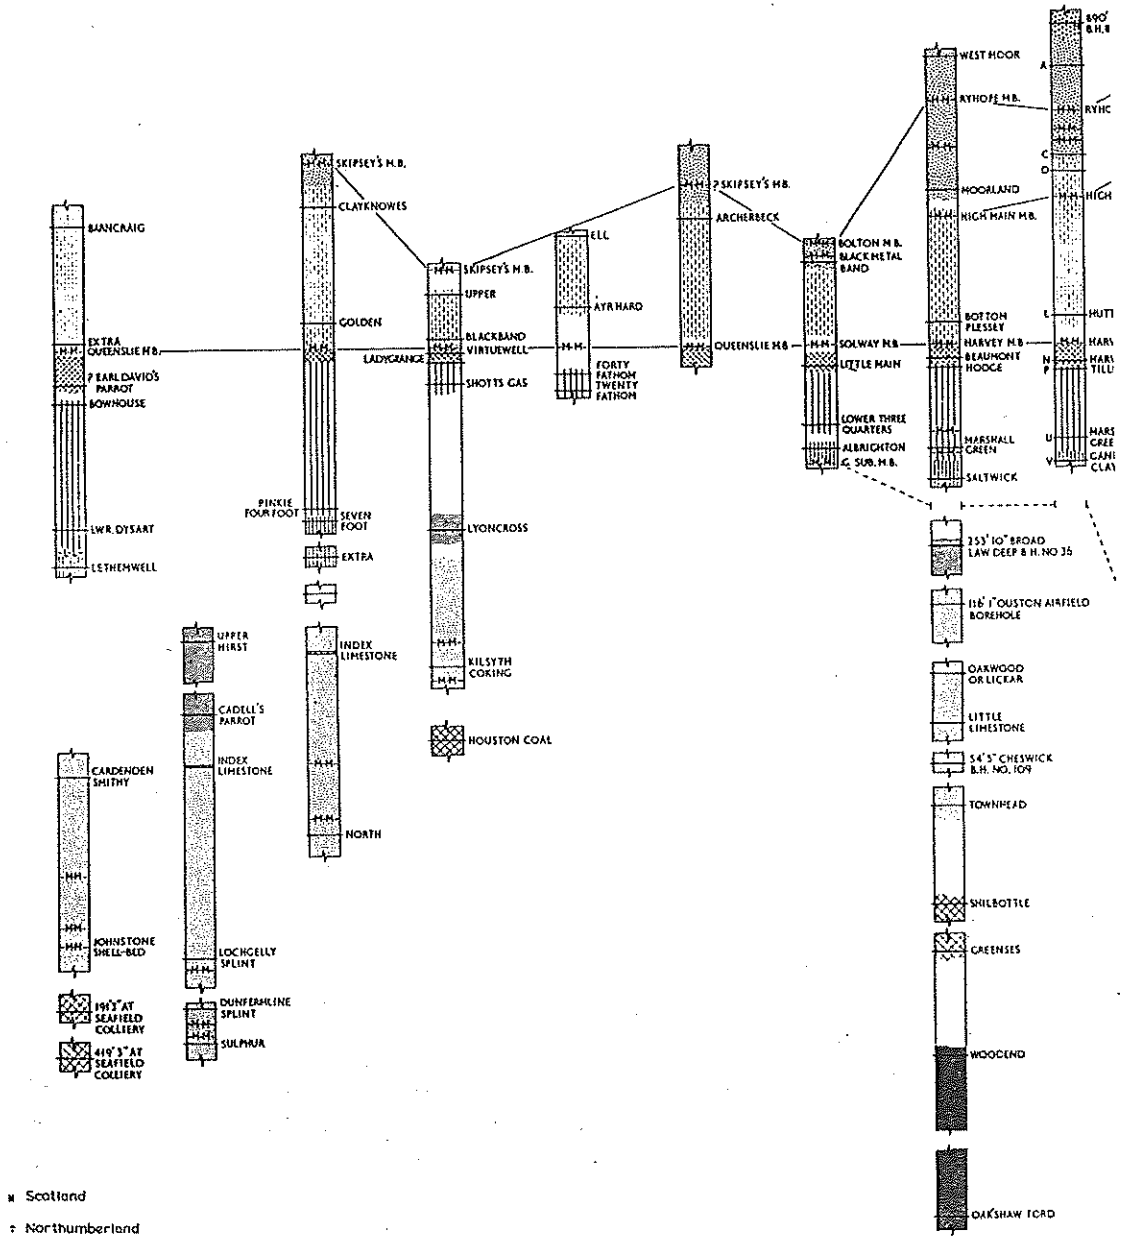 BANCRAIG
EXTRA
QUEENSLIE M.B.
? EARL DAVID'S
PARROT
BOWHOUSE
LWR. DYSART
LETHEMWELL
CARDENDEN
SMITHY
JOHNSTONE
SHELL-BED
191'3" AT
SEAFIELD
COLLIERY
419'3" AT
SEAFIELD
COLLIERY
UPPER
HIRST
CADELL'S
PARROT
INDEX
LIMESTONE
LOCHGELLY
SPLINT
DUNFERMLINE
SPLINT
SULPHUR
SKIPSEY'S M.B.
CLAYKNOWES
GOLDEN
PINKIE
FOUR FOOT
SEVEN
FOOT
EXTRA
INDEX
LIMESTONE
NORTH
SKIPSEY'S M.B.
UPPER
BLACKBAND
VIRTUEWELL
LADYGRANGE
SHOTTS GAS
LYONCROSS
KILSYTH
COKING
HOUSTON COAL
ELL
AYR HARD
FORTY
FATHOM
TWENTY
FATHOM
? SKIPSEY'S M.B.
ARCHERBECK
QUEENSLIE M.B
BOLTON M.B.
BLACK METAL
BAND
SOLWAY M.B.
LITTLE MAIN
LOWER THREE
QUARTERS
ALBRIGHTON
G. SUB. M.B.
WEST MOOR
RYHOPE M.B.
MOORLAND
HIGH MAIN M.B.
BOTTOM
PLESSEY
HARVEY M.B
BEAUMONT
HODGE
MARSHALL
GREEN
SALTWICK
253' 10" BROAD
LAW DEEP B.H. NO 35
116' 1" OUSTON AIRFIELD
BOREHOLE
OAKWOOD
OR LICKAR
LITTLE
LIMESTONE
54' 5" CHESWICK
B.H. NO. 109
TOWNHEAD
SHILBOTTLE
GREENSES
WOODEND
OAKSHAW FORD
890'
B.H.
A
RYHO
C
D
HIGH
L
HUTT
HARV
N
HARV
P
TILL
U
MARS
GREE
V
GANI
CLAY
Scotland
Northumberland